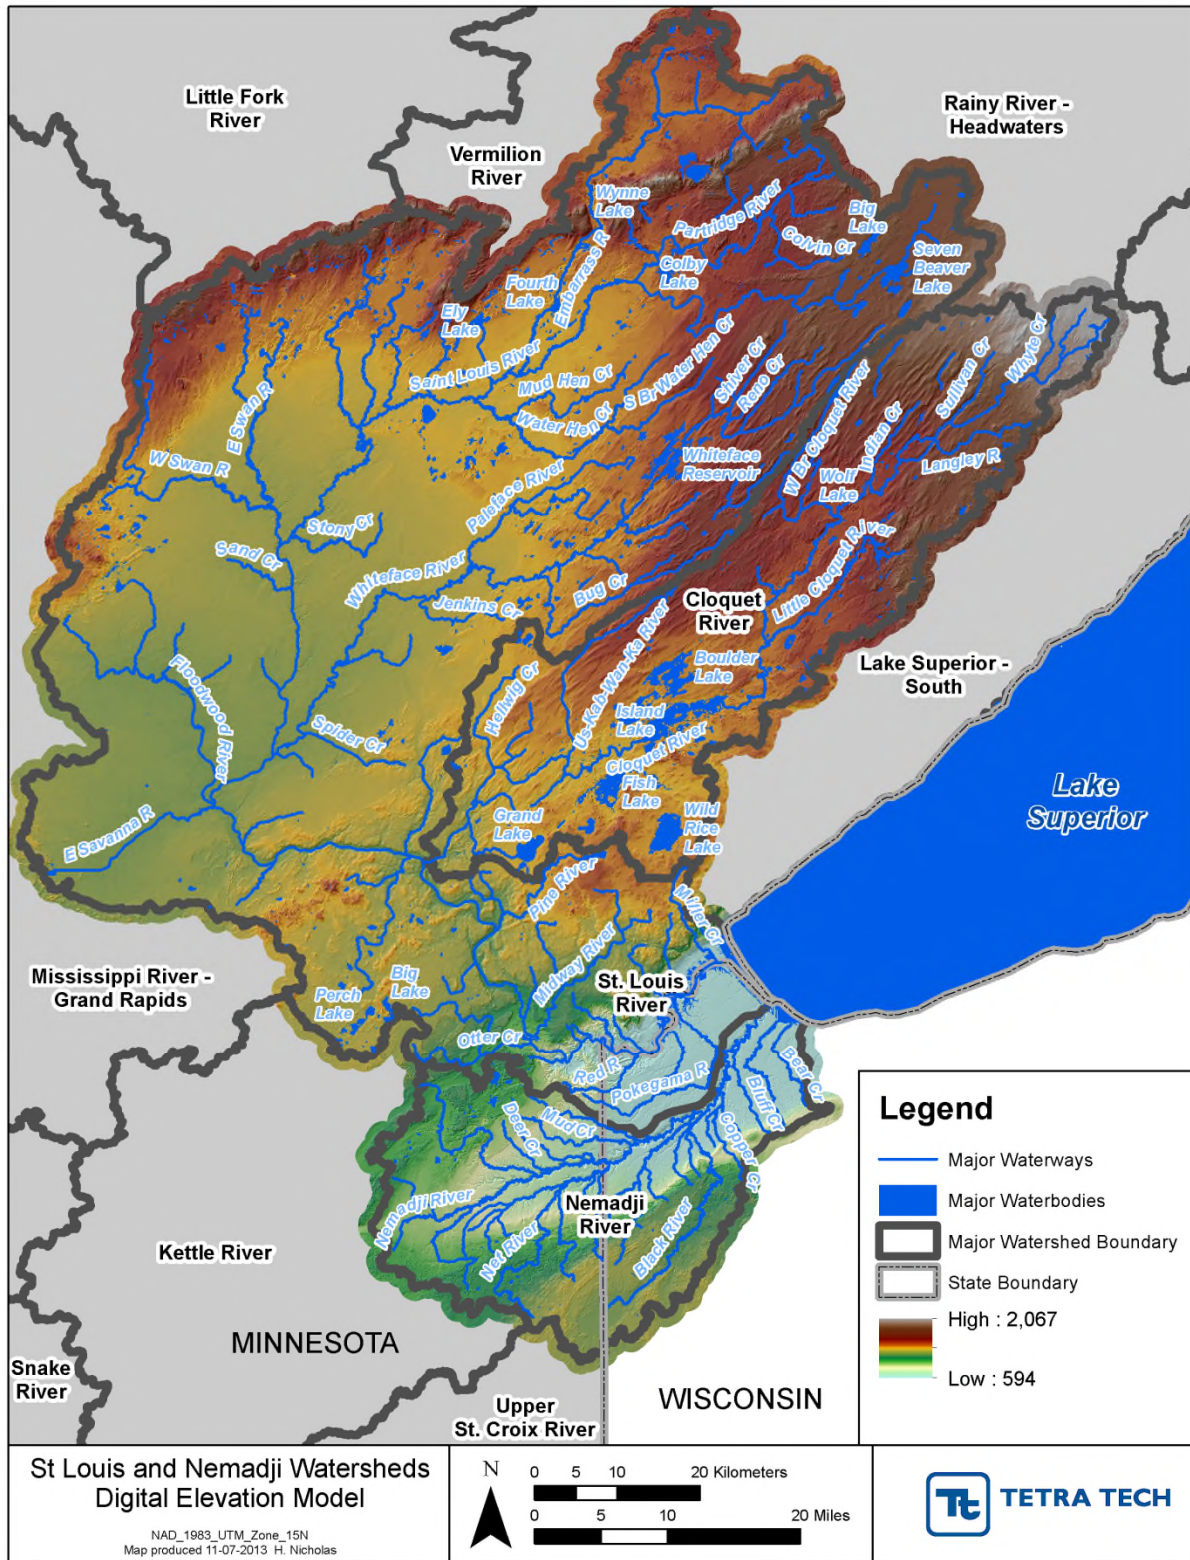 Little Fork
River
Vermilion
River
Rainy River -
Headwaters
Wynne
Lake
Partridge River
Big
Lake
Colvin Cr
Colby
Lake
Seven
Beaver
Lake
Fourth
Lake
Embarrass R
Ely
Lake
Saint Louis River
Mud Hen Cr
Water Hen Cr
S Br Water Hen Cr
Shiver Cr
Reno Cr
W Br Cloquet River
Indian Cr
Sullivan Cr
Whyte Cr
E Swan R
W Swan R
Whiteface
Reservoir
Wolf
Lake
Langley R
Paleface River
Stony Cr
Sand Cr
Whiteface River
Jenkins Cr
Bug Cr
Little Cloquet River
Cloquet
River
Us-Kab-Wan-Ka River
Boulder
Lake
Lake Superior -
South
Hellwig Cr
Island
Lake
Floodwood River
Spider Cr
Cloquet River
Fish
Lake
Lake
Superior
E Savanna R
Grand
Lake
Wild
Rice
Lake
Pine River
Miller Cr
Midway River
Mississippi River -
Grand Rapids
Big
Lake
Perch
Lake
St. Louis
River
Otter Cr
Red R
Pokegama R
Bear Cr
Bluff Cr
Mud Cr
Deer Cr
Copper Cr
Nemadji River
Nemadji
River
Net River
Black River
Kettle River
MINNESOTA
Snake
River
Upper
St. Croix River
WISCONSIN
Legend
Major Waterways
Major Waterbodies
Major Watershed Boundary
State Boundary
High : 2,067
Low : 594
St Louis and Nemadji Watersheds
Digital Elevation Model
NAD_1983_UTM_Zone_15N
Map produced 11-07-2013 H. Nicholas
N
0 5 10 20 Kilometers
0 5 10 20 Miles
Tt TETRA TECH